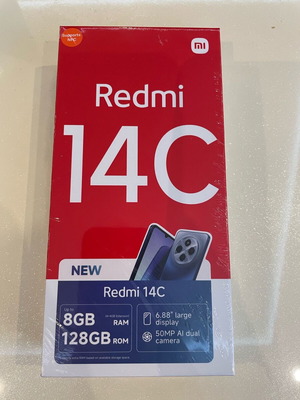 Supports
NFC
mi
Redmi
14C
NEW
Redmi 14C
8GB RAM
128GB ROM
6.88" large
display
50MP AI dual
camera